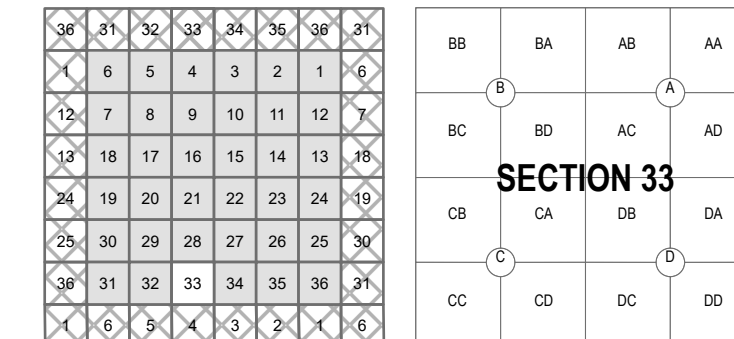 36 31 32 33 34 35 36 31
1 6 5 4 3 2 1 6
12 7 8 9 10 11 12 7
13 18 17 16 15 14 13 18
24 19 20 21 22 23 24 19
25 30 29 28 27 26 25 30
36 31 32 33 34 35 36 31
1 6 5 4 3 2 1 6
BB BA AB AA
B A
BC BD AC AD
SECTION 33
CB CA DB DA
C D
CC CD DC DD